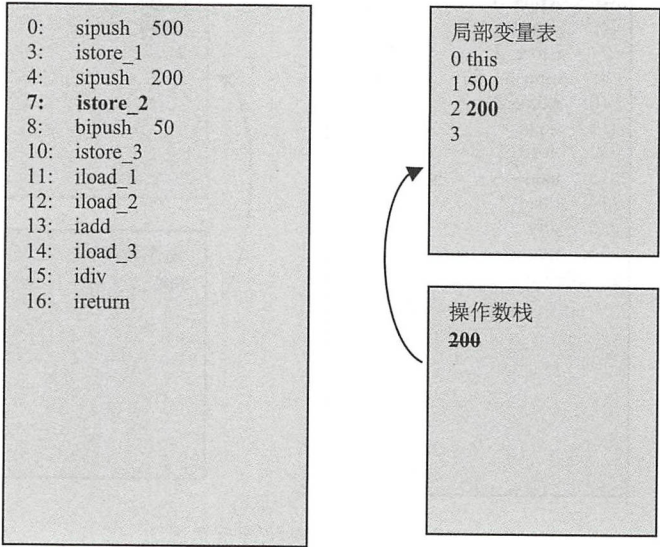 0: sipush 500
3: istore_1
4: sipush 200
7: istore_2
8: bipush 50
10: istore_3
11: iload_1
12: iload_2
13: iadd
14: iload_3
15: idiv
16: ireturn
局部变量表
0 this
1 500
2 200
3
操作数栈
200